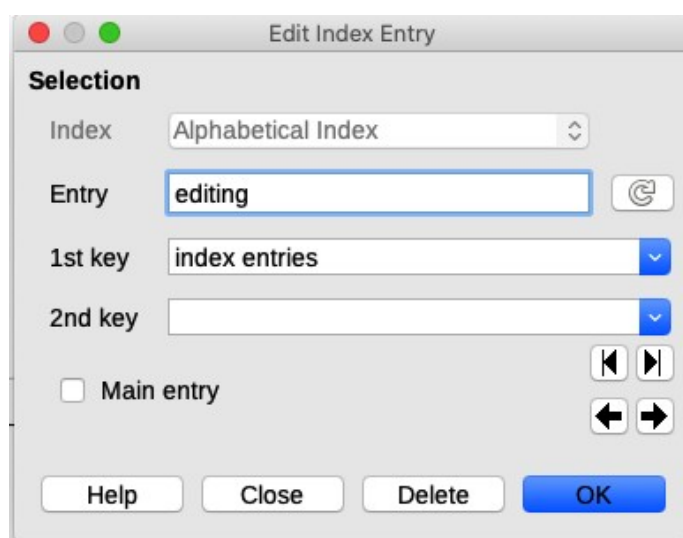 Edit Index Entry
Selection
Index Alphabetical Index
Entry editing
1st key index entries
2nd key
Main entry
Help Close Delete OK